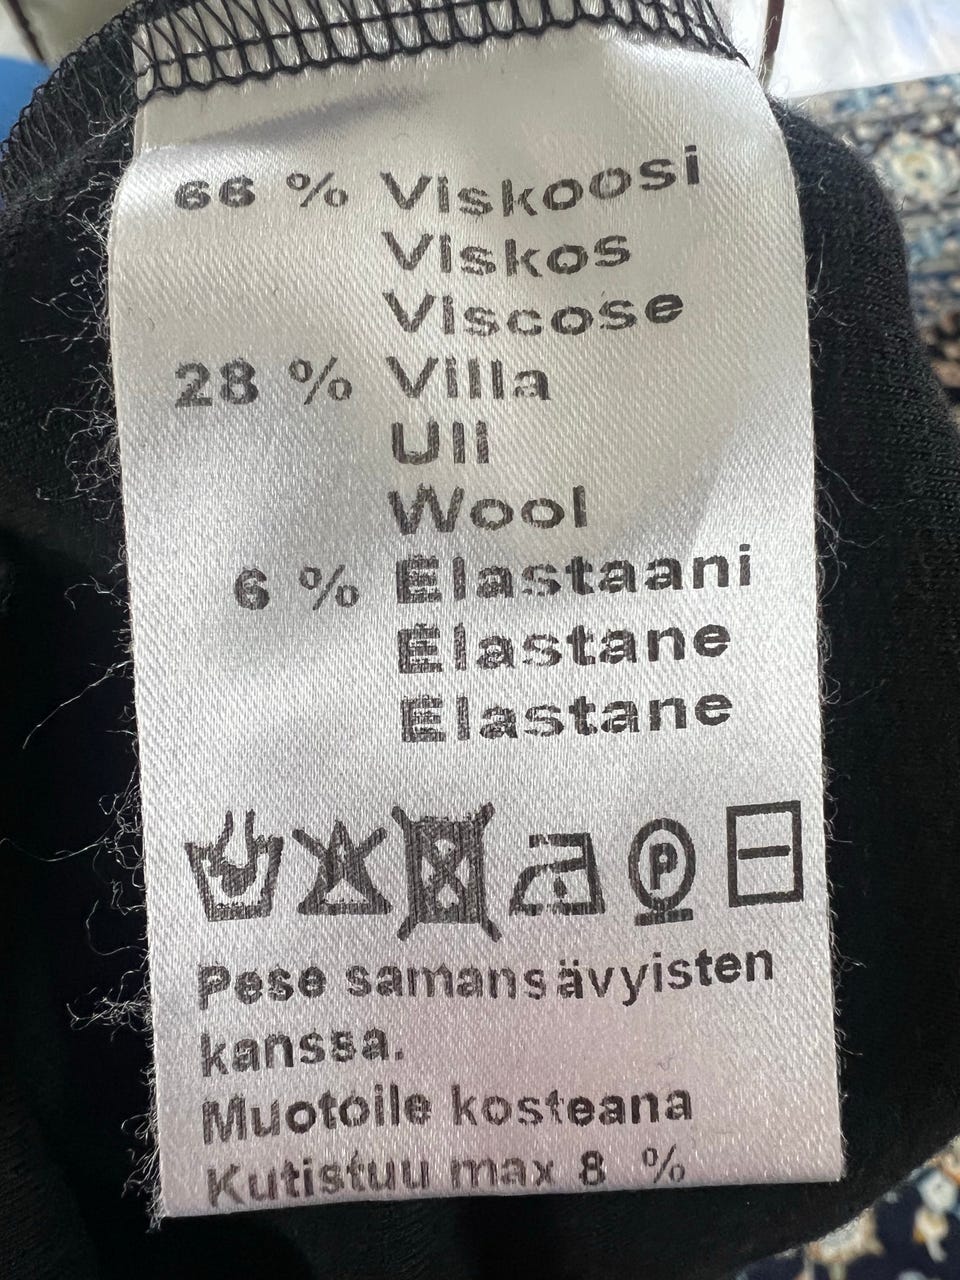 66 % Viskoosi
Viskos
Viscose
28 % Villa
Ull
Wool
6 % Elastaani
Elastane
Elastane
P
Pese samansävyisten
kanssa.
Muotoile kosteana
Kutistuu max 8 %